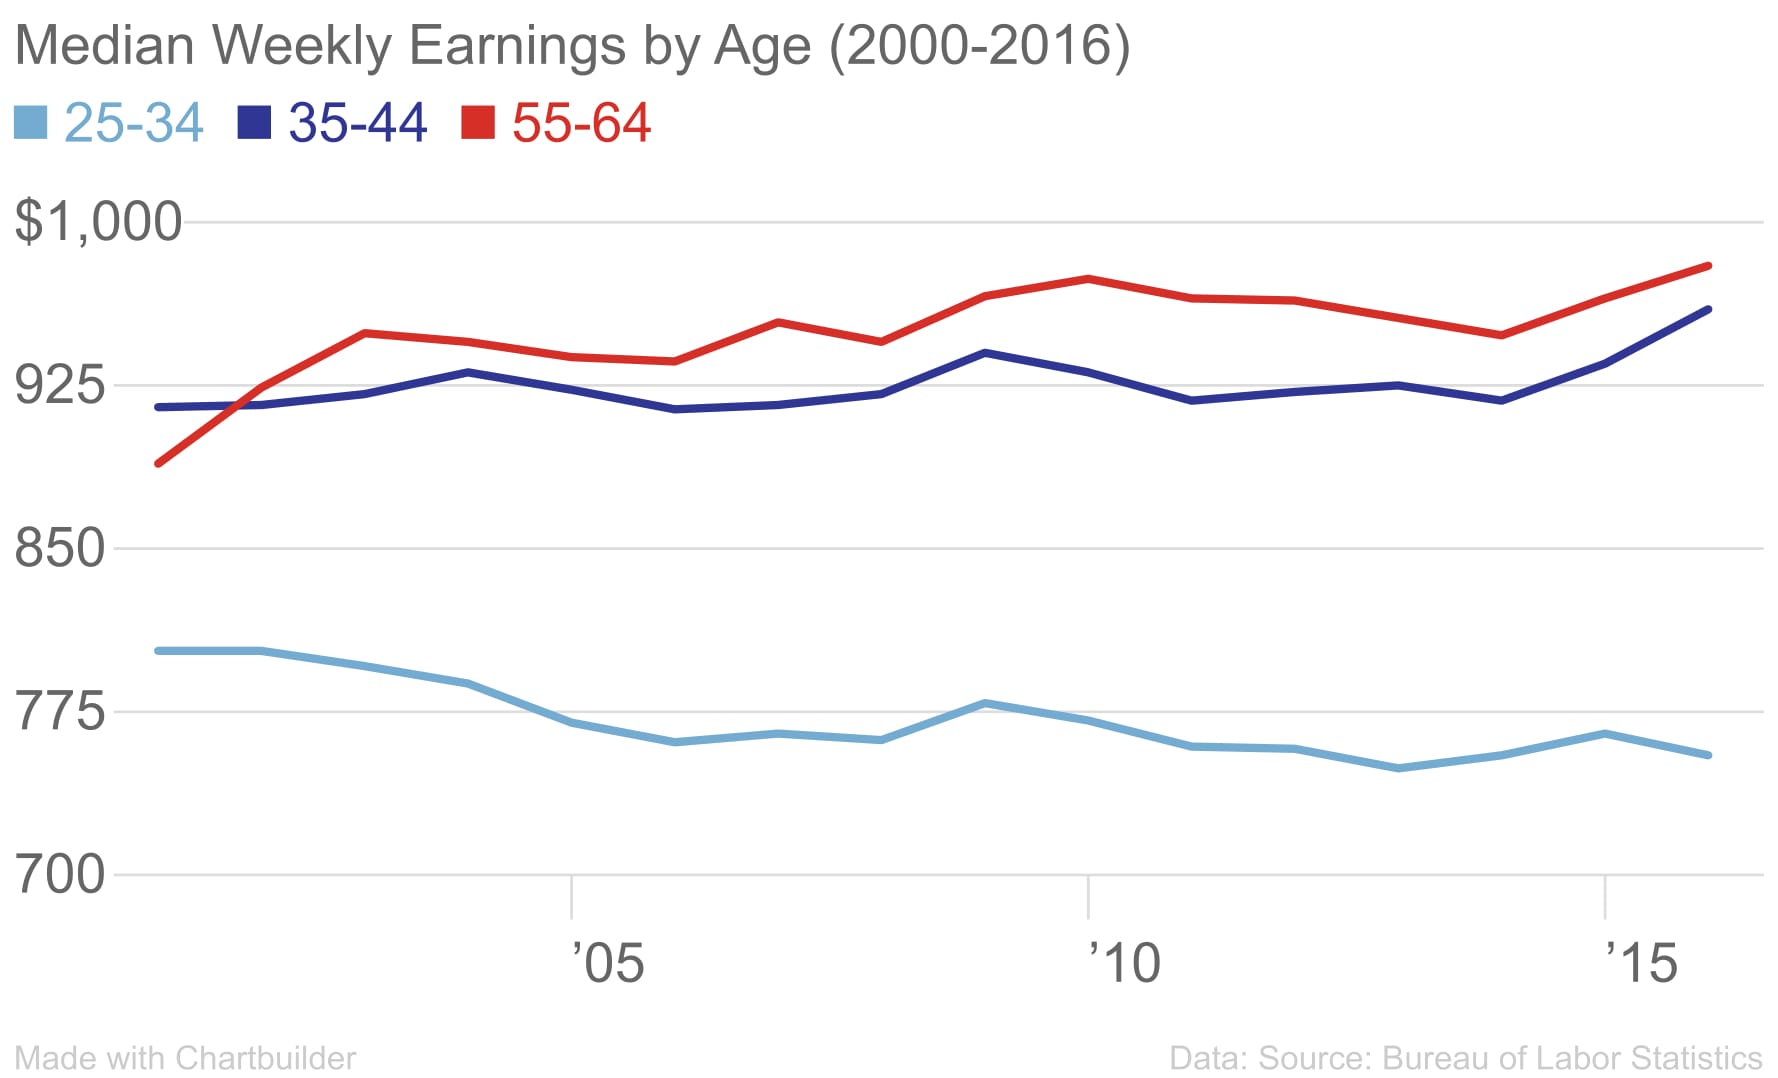 Median Weekly Earnings by Age (2000-2016)
25-34 35-44 55-64
$1,000
925
850
775
700
’05 ’10 ’15
Made with Chartbuilder
Data: Source: Bureau of Labor Statistics